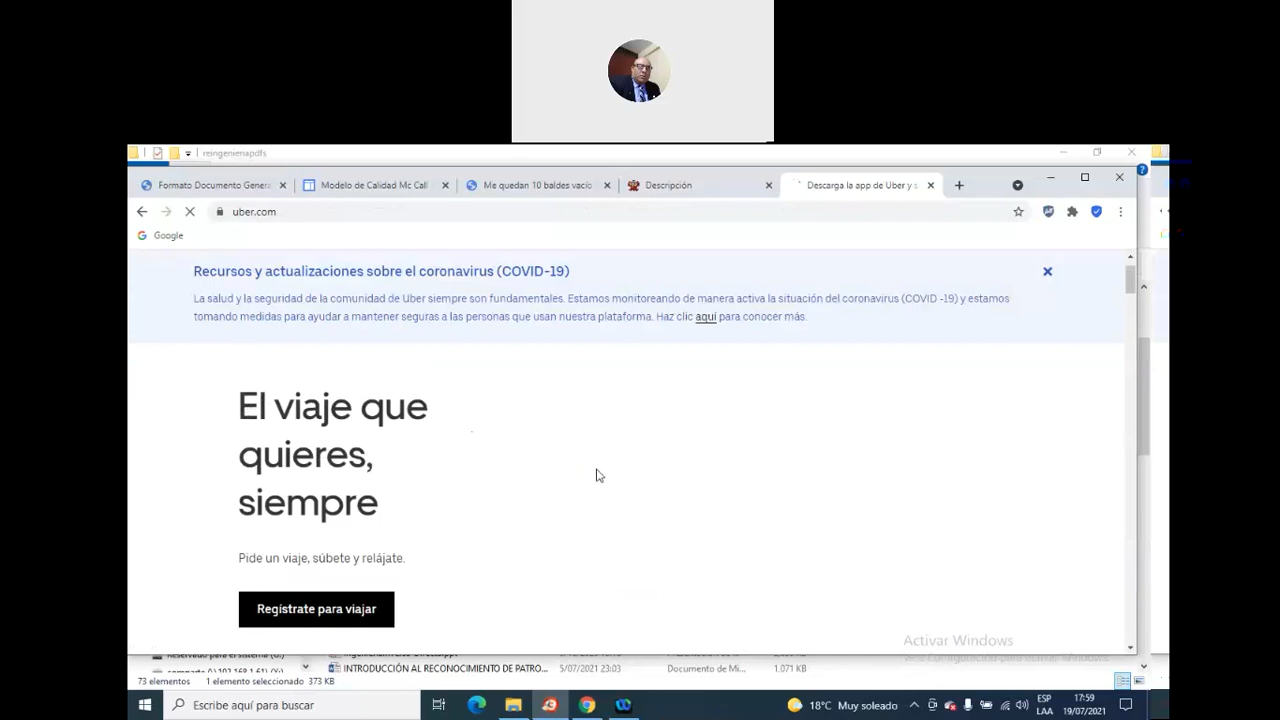 reingenienapdfs
Formato Documento Genera
Modelo de Calidad Mc Call
Me quedan 10 baldes vacío
Descripción
Descarga la app de Uber y s
uber.com
Google
Recursos y actualizaciones sobre el coronavirus (COVID-19)
La salud y la seguridad de la comunidad de Uber siempre son fundamentales. Estamos monitoreando de manera activa la situación del coronavirus (COVID -19) y estamos
tomando medidas para ayudar a mantener seguras a las personas que usan nuestra plataforma. Haz clic aquí para conocer más.
El viaje que
quieres,
siempre
Pide un viaje, súbete y relájate.
Regístrate para viajar
Activar Windows
INTRODUCCIÓN AL RECONOCIMIENTO DE PATRO... 5/07/2021 23:03 Documento de Mi... 1.071 KB
73 elementos 1 elemento seleccionado 373 KB
Escribe aquí para buscar
18°C Muy soleado
ESP
LAA
17:59
19/07/2021